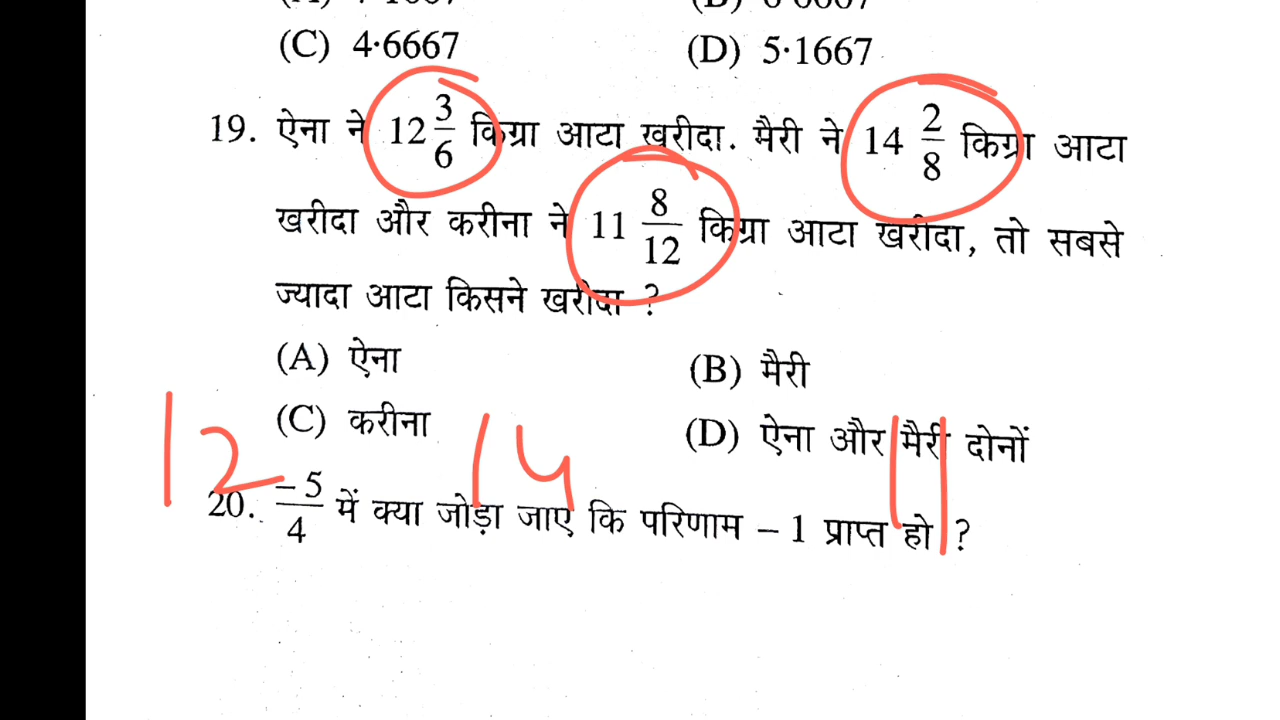 (C) 4·6667 (D) 5·1667
19. ऐना ने 12 3/6 किग्रा आटा खरीदा. मैरी ने 14 2/8 किग्रा आटा
खरीदा और करीना ने 11 8/12 किग्रा आटा खरीदा, तो सबसे
ज्यादा आटा किसने खरीदा ?
(A) ऐना (B) मैरी
(C) करीना (D) ऐना और मैरी दोनों
12 14 11
20. -5/4 में क्या जोड़ा जाए कि परिणाम – 1 प्राप्त हो ?